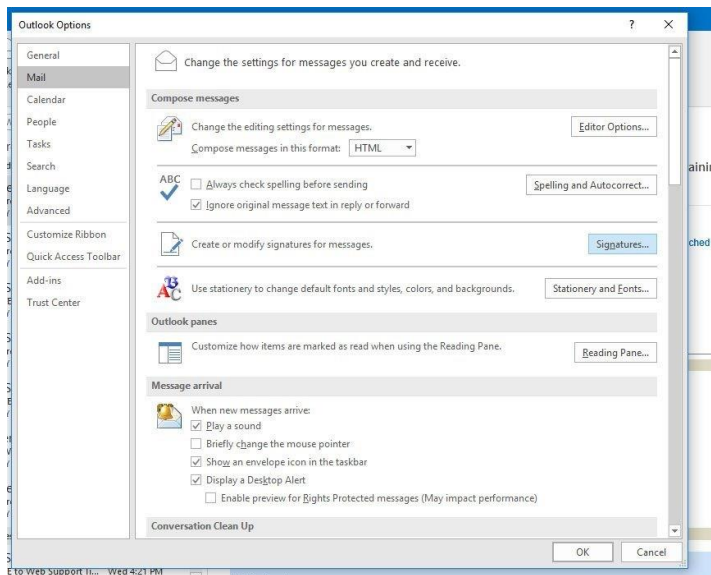 Outlook Options
? ×
General
Mail
Calendar
People
Tasks
Search
Language
Advanced
Customize Ribbon
Quick Access Toolbar
Add-ins
Trust Center
Change the settings for messages you create and receive.
Compose messages
Change the editing settings for messages.
Editor Options...
Compose messages in this format: HTML
ABC
Always check spelling before sending
Spelling and Autocorrect...
Ignore original message text in reply or forward
Create or modify signatures for messages.
Signatures...
Use stationery to change default fonts and styles, colors, and backgrounds.
Stationery and Fonts...
Outlook panes
Customize how items are marked as read when using the Reading Pane.
Reading Pane...
Message arrival
When new messages arrive:
Play a sound
Briefly change the mouse pointer
Show an envelope icon in the taskbar
Display a Desktop Alert
Enable preview for Rights Protected messages (May impact performance)
Conversation Clean Up
OK
Cancel
to Web Support Wed 4:21 PM